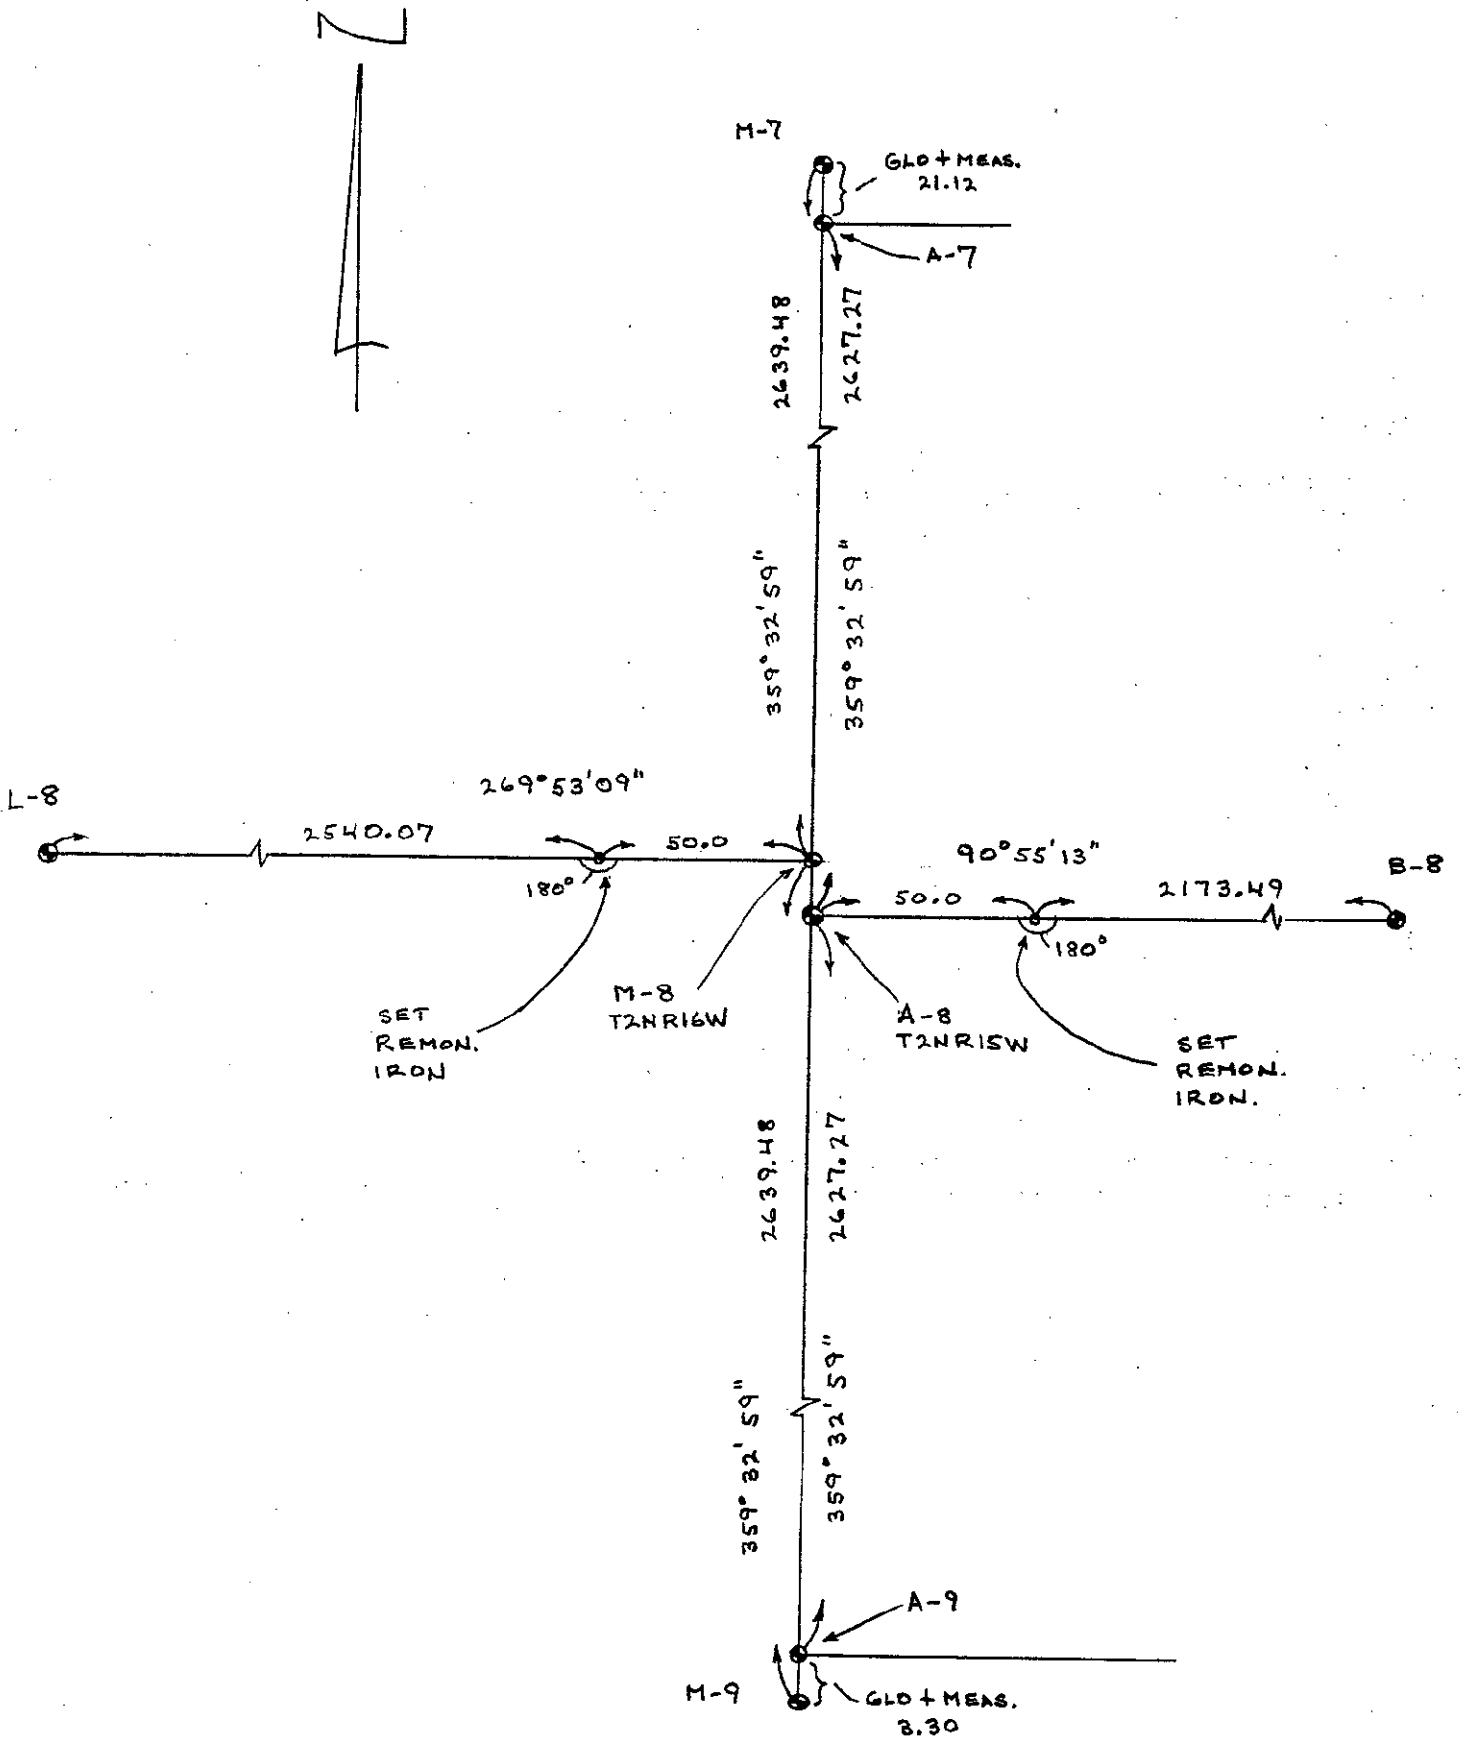 N
M-7
GLO + MEAS.
21.12
A-7
2639.48
2627.27
359° 32' 59"
359° 32' 59"
L-8
269°53'09"
2540.07
50.0
180°
90°55'13"
B-8
50.0
2173.49
180°
M-8
T2NR16W
A-8
T2NR15W
SET
REMON.
IRON
SET
REMON.
IRON.
2639.48
2627.27
359° 32' 59"
359° 32' 59"
A-9
M-9
GLO + MEAS.
3.30